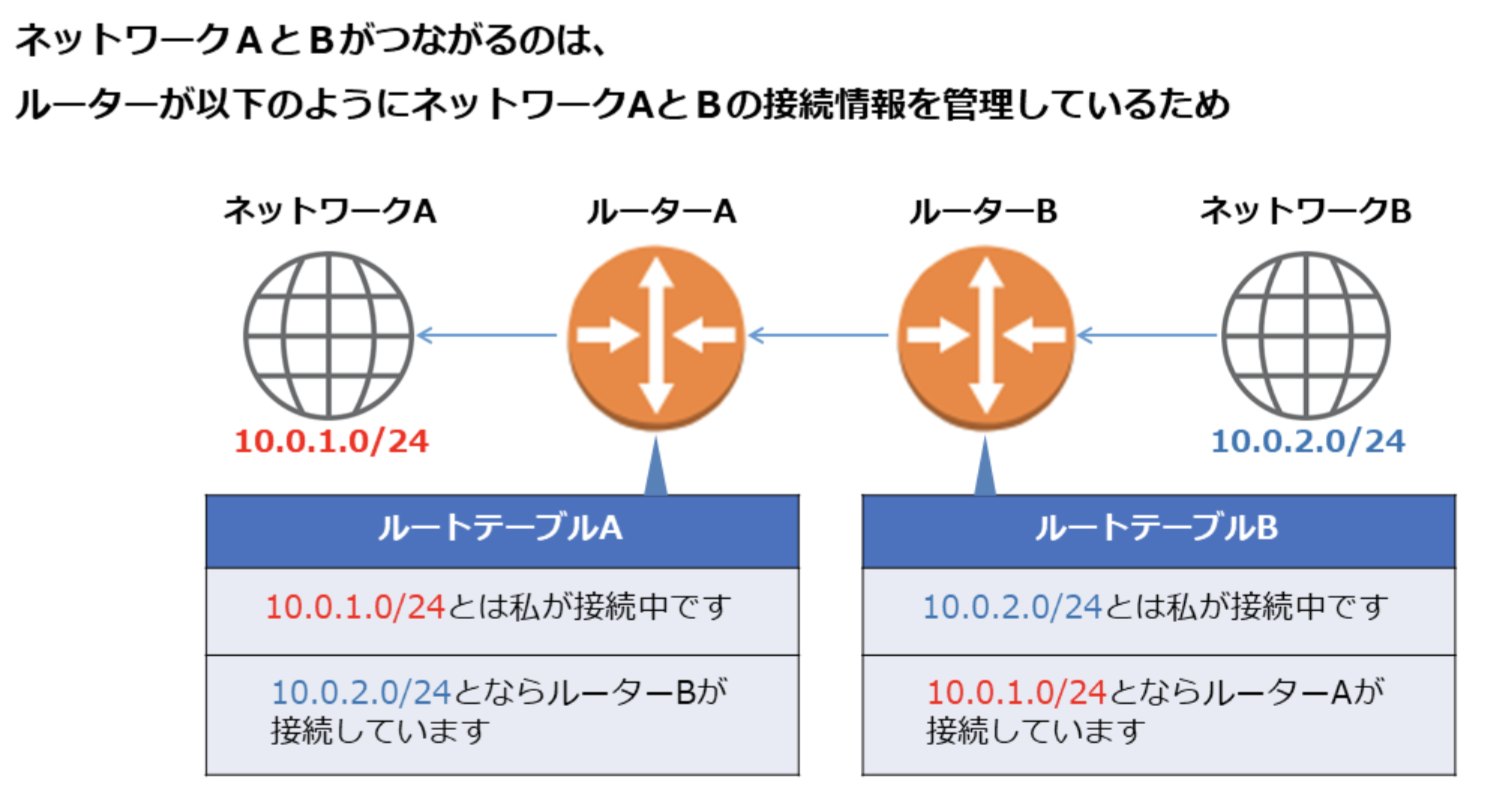 ネットワークAとBがつながるのは、
ルーターが以下のようにネットワークAとBの接続情報を管理しているため
ネットワークA
ルーターA
ルーターB
ネットワークB
10.0.1.0/24
10.0.2.0/24
ルートテーブルA
10.0.1.0/24とは私が接続中です
10.0.2.0/24とならルーターBが
接続しています
ルートテーブルB
10.0.2.0/24とは私が接続中です
10.0.1.0/24とならルーターAが
接続しています